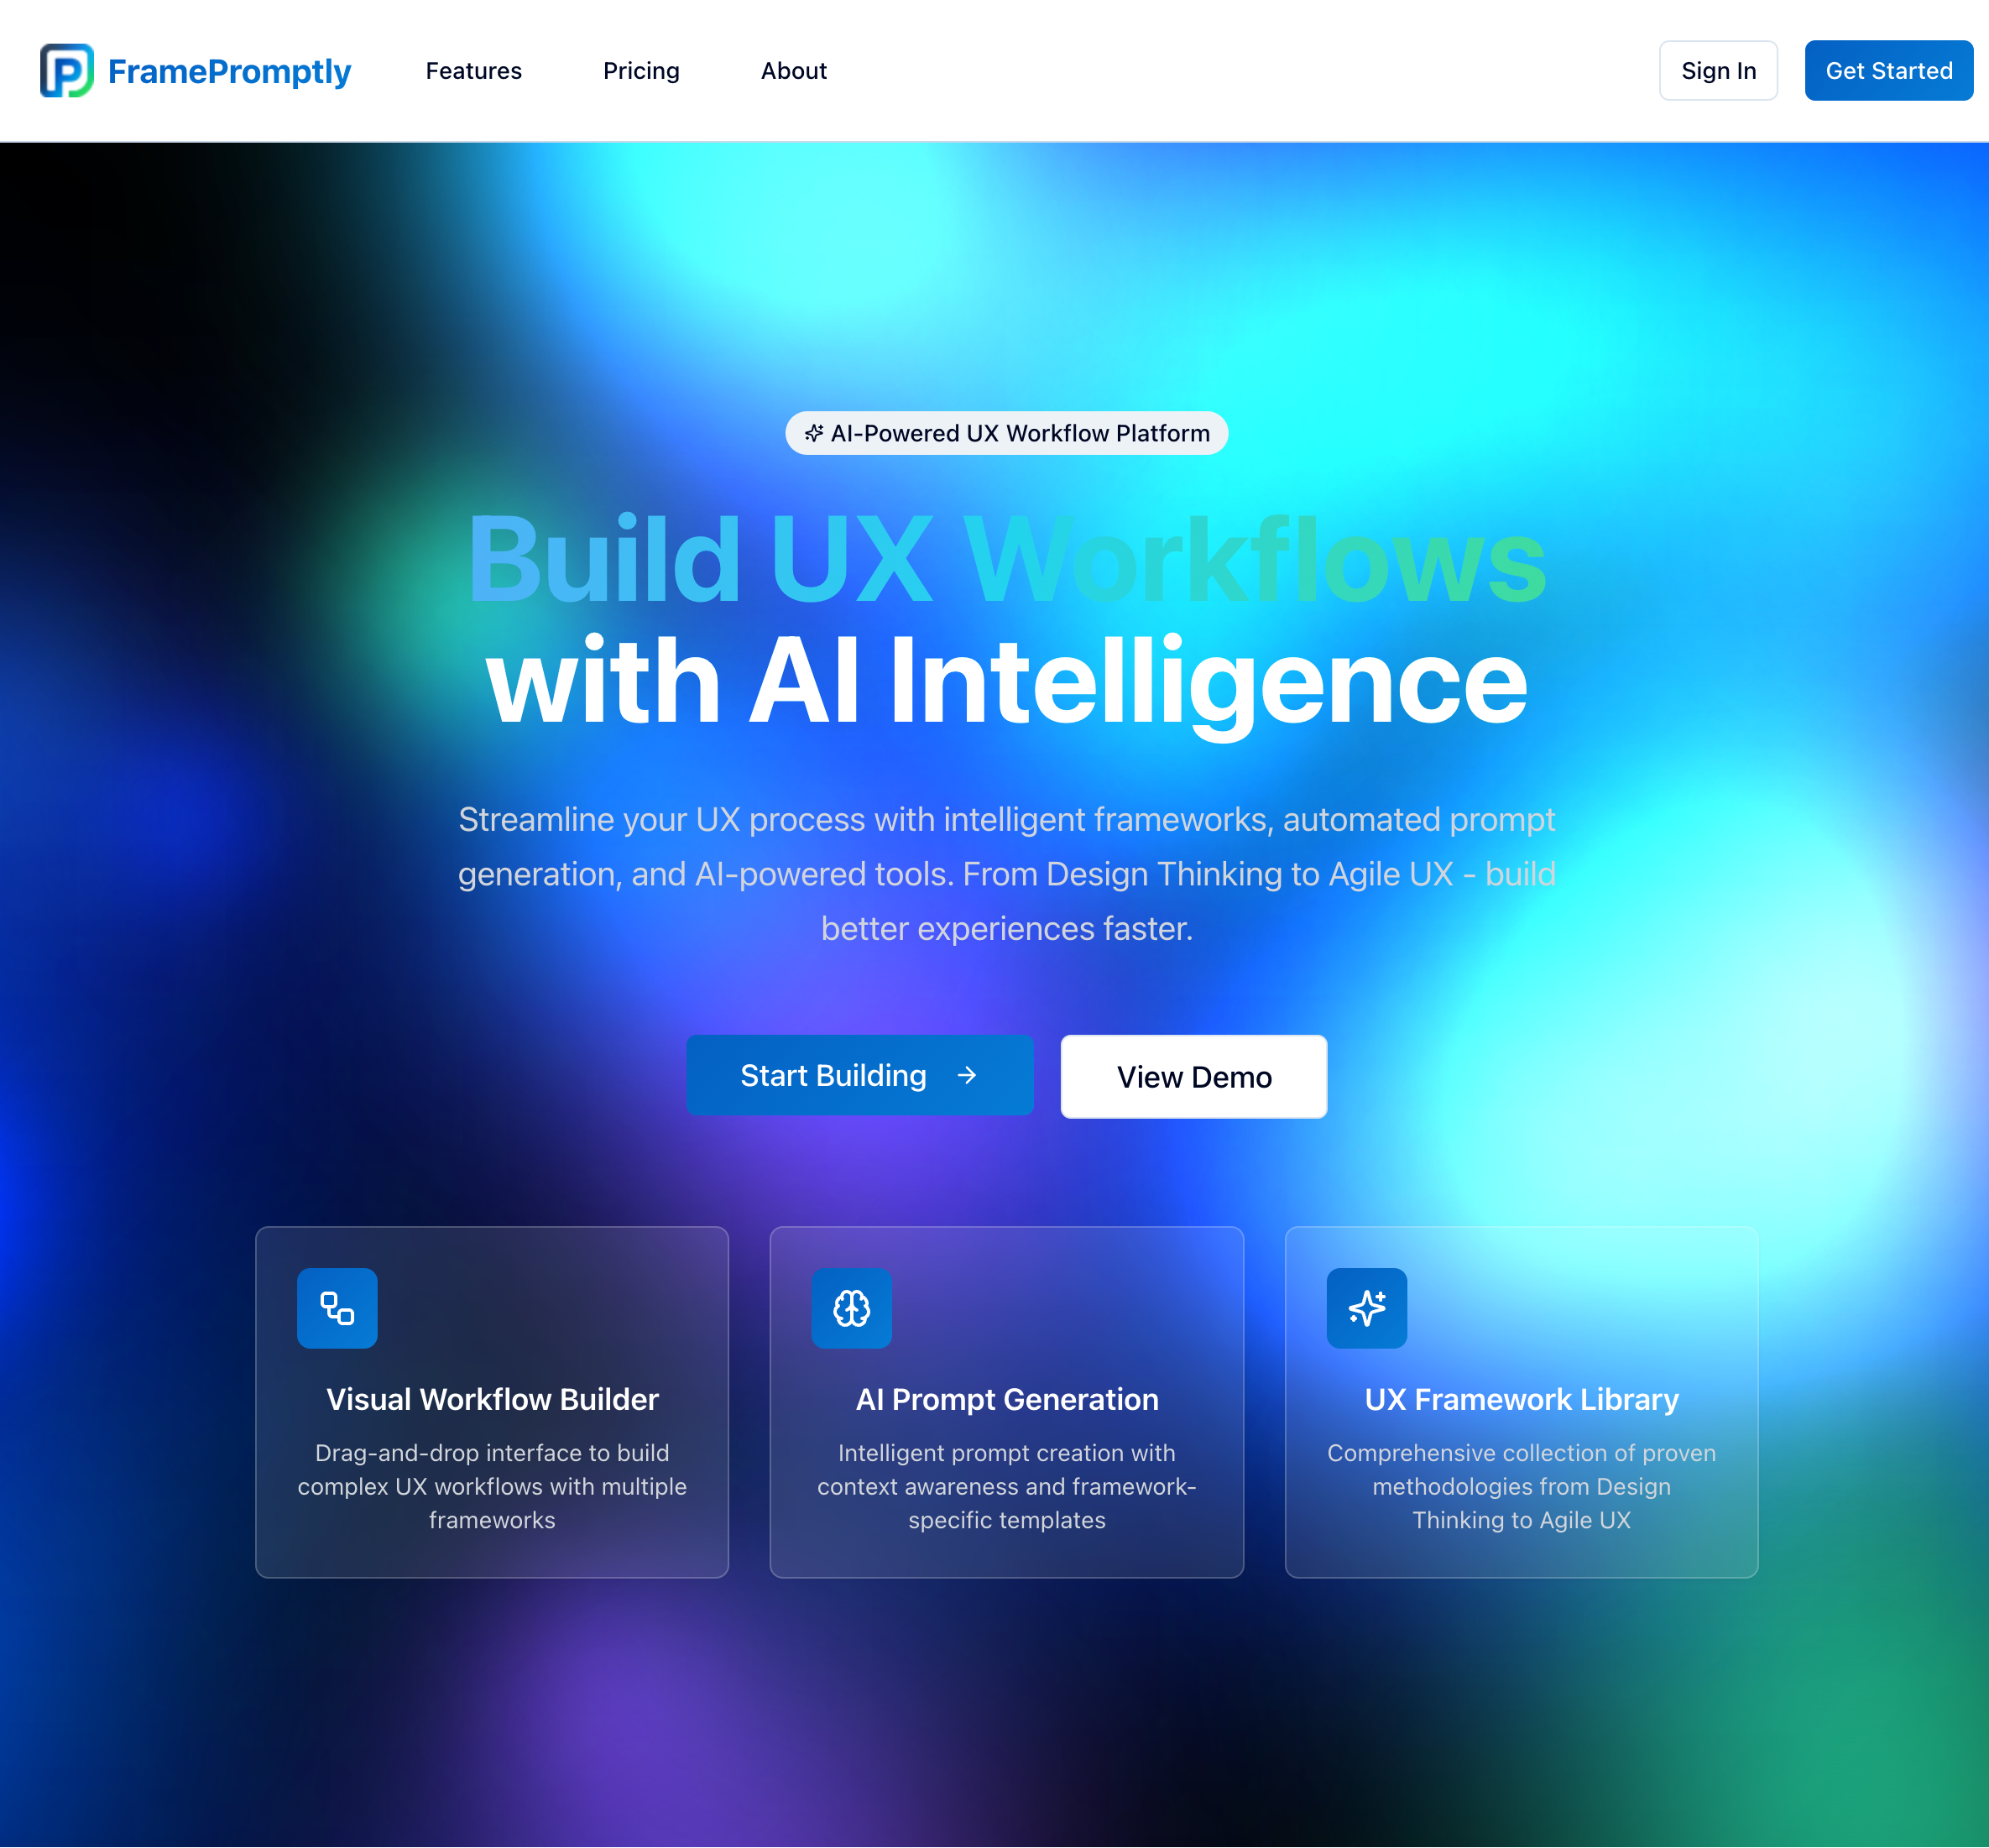 FramePromptly
Features
Pricing
About
Sign In
Get Started
AI-Powered UX Workflow Platform
Build UX Workflows
with AI Intelligence
Streamline your UX process with intelligent frameworks, automated prompt
generation, and AI-powered tools. From Design Thinking to Agile UX - build
better experiences faster.
Start Building
View Demo
Visual Workflow Builder
Drag-and-drop interface to build
complex UX workflows with multiple
frameworks
AI Prompt Generation
Intelligent prompt creation with
context awareness and framework-
specific templates
UX Framework Library
Comprehensive collection of proven
methodologies from Design
Thinking to Agile UX